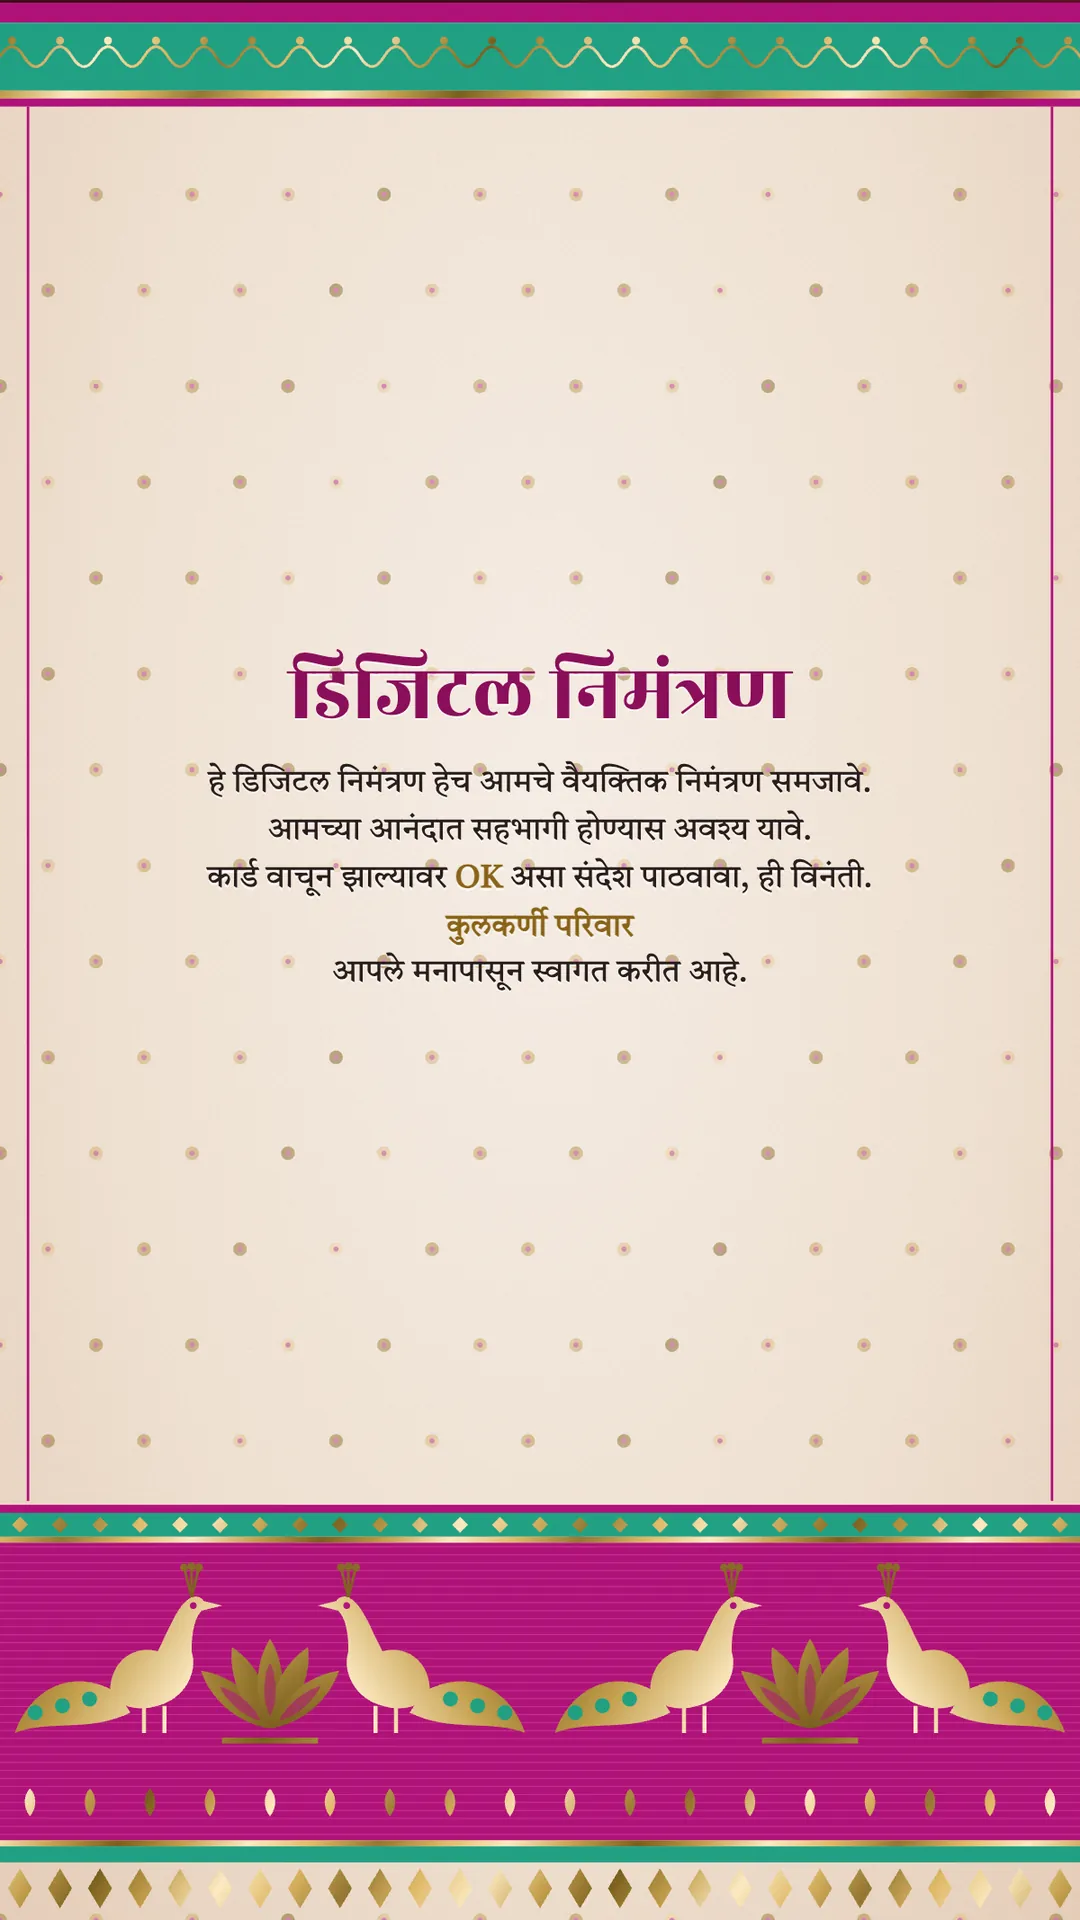 डिजिटल निमंत्रण
हे डिजिटल निमंत्रण हेच आमचे वैयक्तिक निमंत्रण समजावे.
आमच्या आनंदात सहभागी होण्यास अवश्य यावे.
कार्ड वाचून झाल्यावर OK असा संदेश पाठवावा, ही विनंती.
कुलकर्णी परिवार
आपले मनापासून स्वागत करीत आहे.